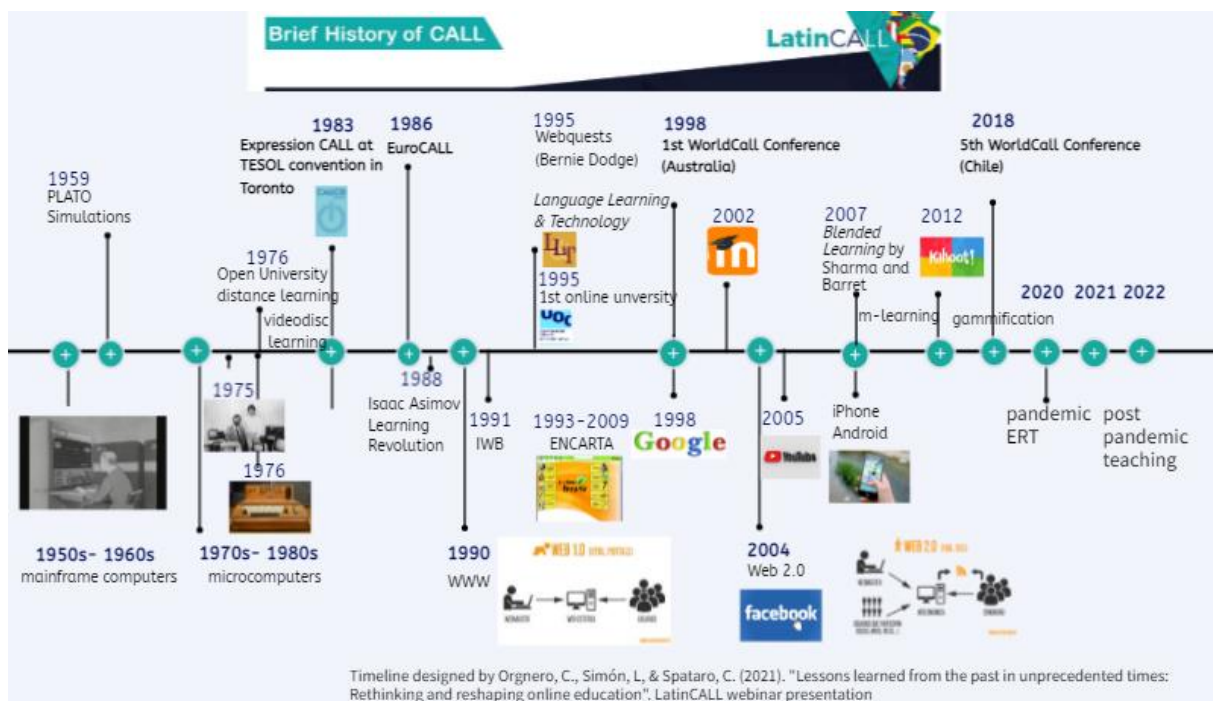 Brief History of CALL
LatinCALL
1959
PLATO
Simulations
1983
Expression CALL at
TESOL convention in
Toronto
1976
Open University
distance learning
videodisc
learning
1986
EuroCALL
1995
Webquests
(Bernie Dodge)
Language Learning
& Technology
LLT
1995
1st online unversity
UOC
1998
1st WorldCall Conference
(Australia)
2002
2007
Blended
Learning by
Sharma and
Barret
m-learning
2012
Kahoot!
gammification
2018
5th WorldCall Conference
(Chile)
2020
2021
2022
1950s- 1960s
mainframe computers
1970s- 1980s
microcomputers
1975
1976
1988
Isaac Asimov
Learning
Revolution
1990
WWW
1991
IWB
1993-2009
ENCARTA
WEB 1.0
1998
Google
2004
Web 2.0
facebook
2005
YouTube
iPhone
Android
WEB 2.0
pandemic
ERT
post
pandemic
teaching
Timeline designed by Orgnero, C., Simón, L, & Spataro, C. (2021). "Lessons learned from the past in unprecedented times:
Rethinking and reshaping online education". LatinCALL webinar presentation